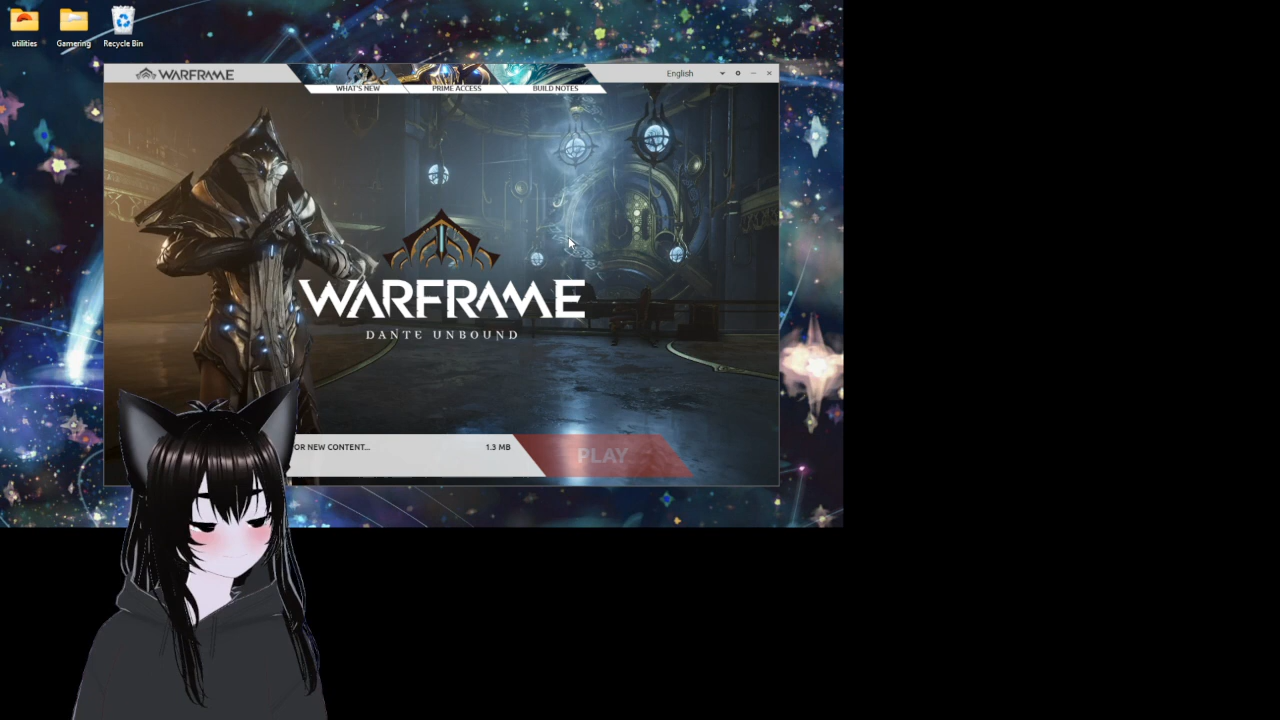 utilities
Gamering
Recycle Bin
WARFRAME
English
WHAT'S NEW
PRIME ACCESS
BUILD NOTES
WARFRAME
DANTE UNBOUND
OR NEW CONTENT...
1.3 MB
PLAY